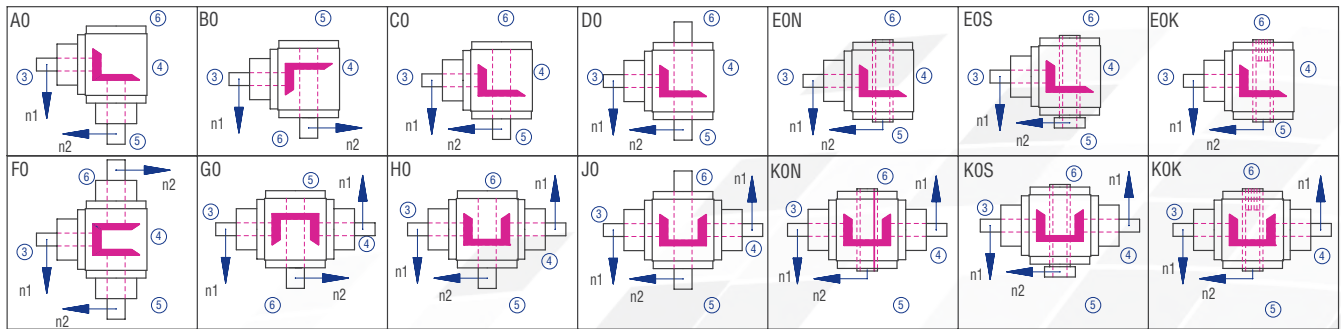 A0 6 3 4 n1 n2 5
B0 5 3 4 n1 6 n2
C0 6 3 4 n1 n2 5
D0 6 3 4 n1 n2 5
E0N 6 3 4 n1 n2 5
E0S 6 3 4 n1 n2 5
E0K 6 3 4 n1 n2 5
F0 6 n2 3 4 n1 n2 5
G0 5 n1 3 4 n1 n2 6
H0 6 n1 3 4 n1 n2 5
J0 6 n1 3 4 n1 n2 5
K0N 6 n1 3 4 n1 n2 5
K0S 6 n1 3 4 n1 n2 5
K0K 6 n1 3 4 n1 n2 5